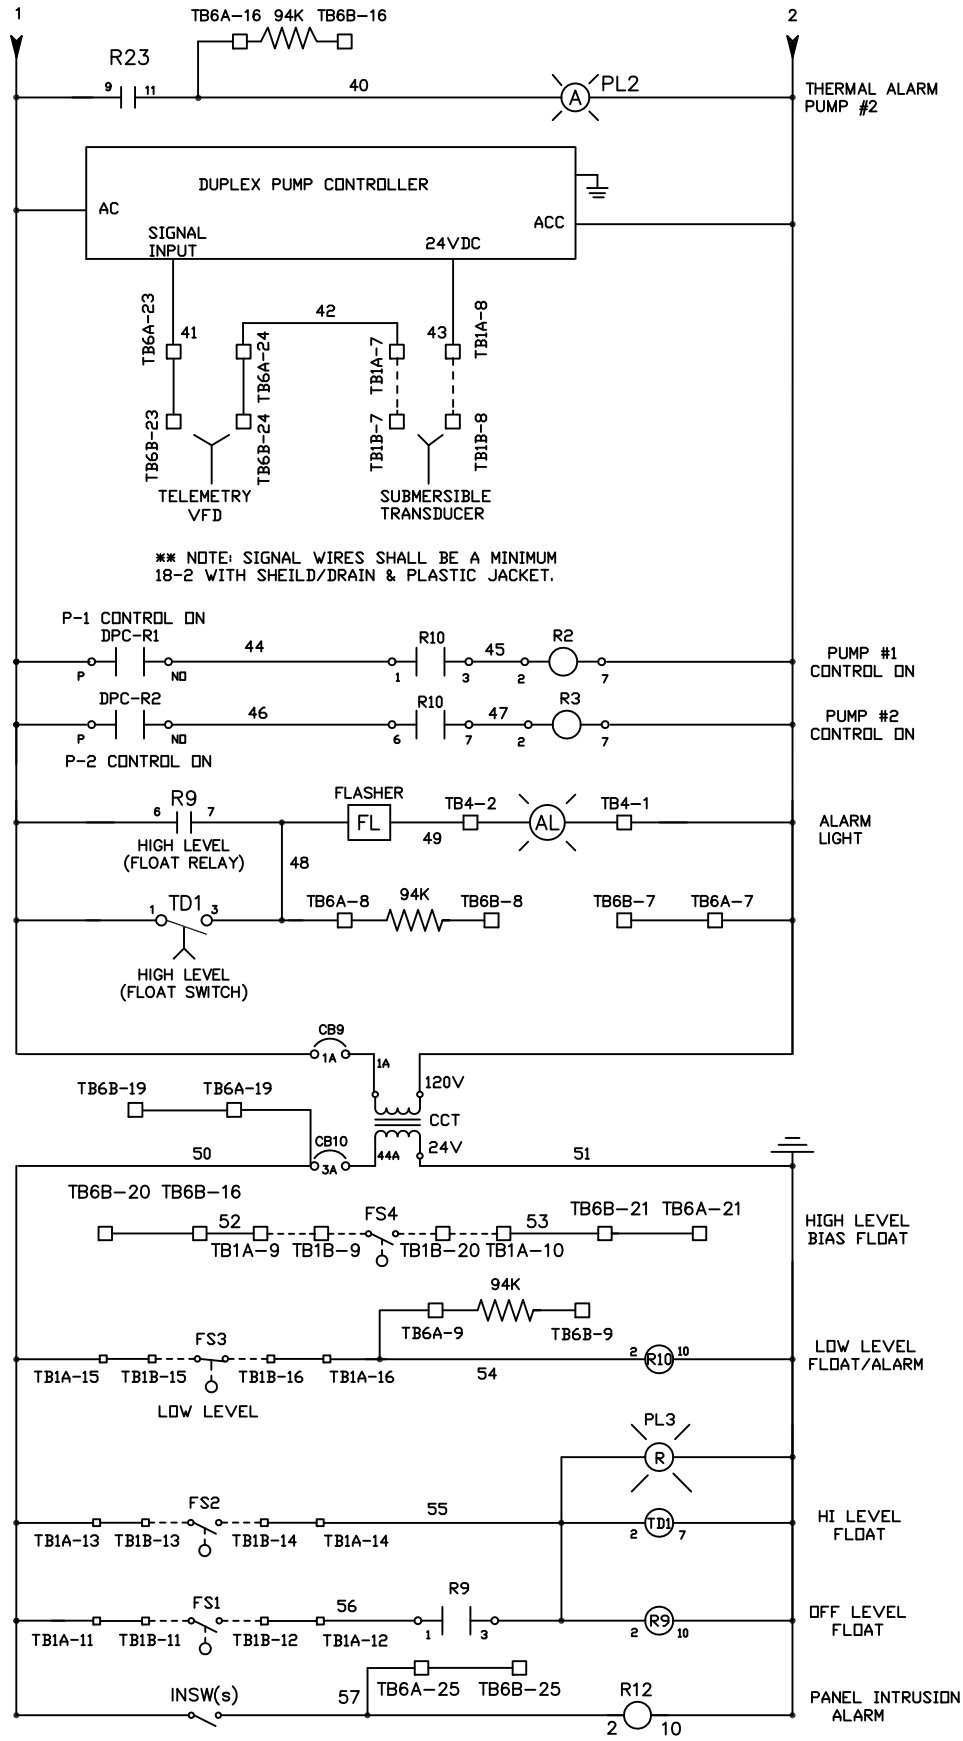 1
2
TB6A-16 94K TB6B-16
R23
9 11
40
A
PL2
THERMAL ALARM
PUMP #2
DUPLEX PUMP CONTROLLER
AC
ACC
SIGNAL
INPUT
24VDC
TB6A-23
41
TB6A-24
42
TB1A-7
43
TB1A-8
TB6B-23
TB6B-24
TB1B-7
TB1B-8
TELEMETRY
VFD
SUBMERSIBLE
TRANSDUCER
** NOTE: SIGNAL WIRES SHALL BE A MINIMUM
18-2 WITH SHEILD/DRAIN & PLASTIC JACKET.
P-1 CONTROL ON
DPC-R1
P NO
44
R10
1 3
45
R2
2 7
PUMP #1
CONTROL ON
DPC-R2
P NO
P-2 CONTROL ON
46
R10
6 7
47
R3
2 7
PUMP #2
CONTROL ON
R9
6 7
HIGH LEVEL
(FLOAT RELAY)
FLASHER
FL
49
TB4-2
AL
TB4-1
ALARM
LIGHT
48
TD1
1 3
HIGH LEVEL
(FLOAT SWITCH)
TB6A-8 94K TB6B-8
TB6B-7 TB6A-7
CB9
1A
1A
120V
CCT
24V
TB6B-19 TB6A-19
50
CB10
3A
44A
51
TB6B-20 TB6B-16
52
TB1A-9 TB1B-9
FS4
TB1B-20 TB1A-10
53
TB6B-21 TB6A-21
HIGH LEVEL
BIAS FLOAT
94K
TB6A-9 TB6B-9
FS3
TB1A-15 TB1B-15 TB1B-16 TB1A-16
LOW LEVEL
54
2 R10 10
LOW LEVEL
FLOAT/ALARM
PL3
R
FS2
TB1A-13 TB1B-13 TB1B-14 TB1A-14
55
2 TD1 7
HI LEVEL
FLOAT
FS1
TB1A-11 TB1B-11 TB1B-12 TB1A-12
56
R9
1 3
2 R9 10
OFF LEVEL
FLOAT
INSW(s)
57
TB6A-25 TB6B-25
R12
2 10
PANEL INTRUSION
ALARM